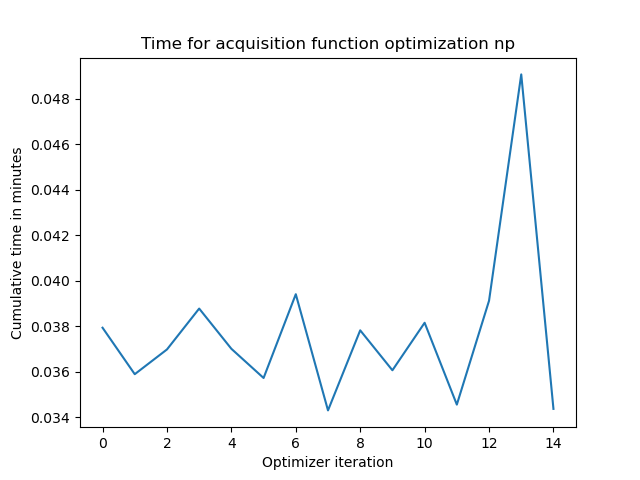 Time for acquisition function optimization np
Cumulative time in minutes
0.048
0.046
0.044
0.042
0.040
0.038
0.036
0.034
0 2 4 6 8 10 12 14
Optimizer iteration